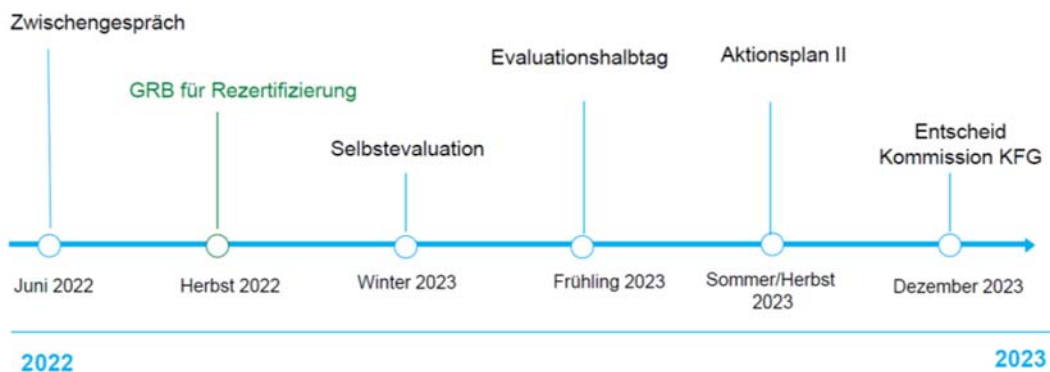 Zwischengespräch
GRB für Rezertifizierung
Selbstevaluation
Evaluationshalbtag
Aktionsplan II
Entscheid
Kommission KFG
Juni 2022
Herbst 2022
Winter 2023
Frühling 2023
Sommer/Herbst
2023
Dezember 2023
2022
2023